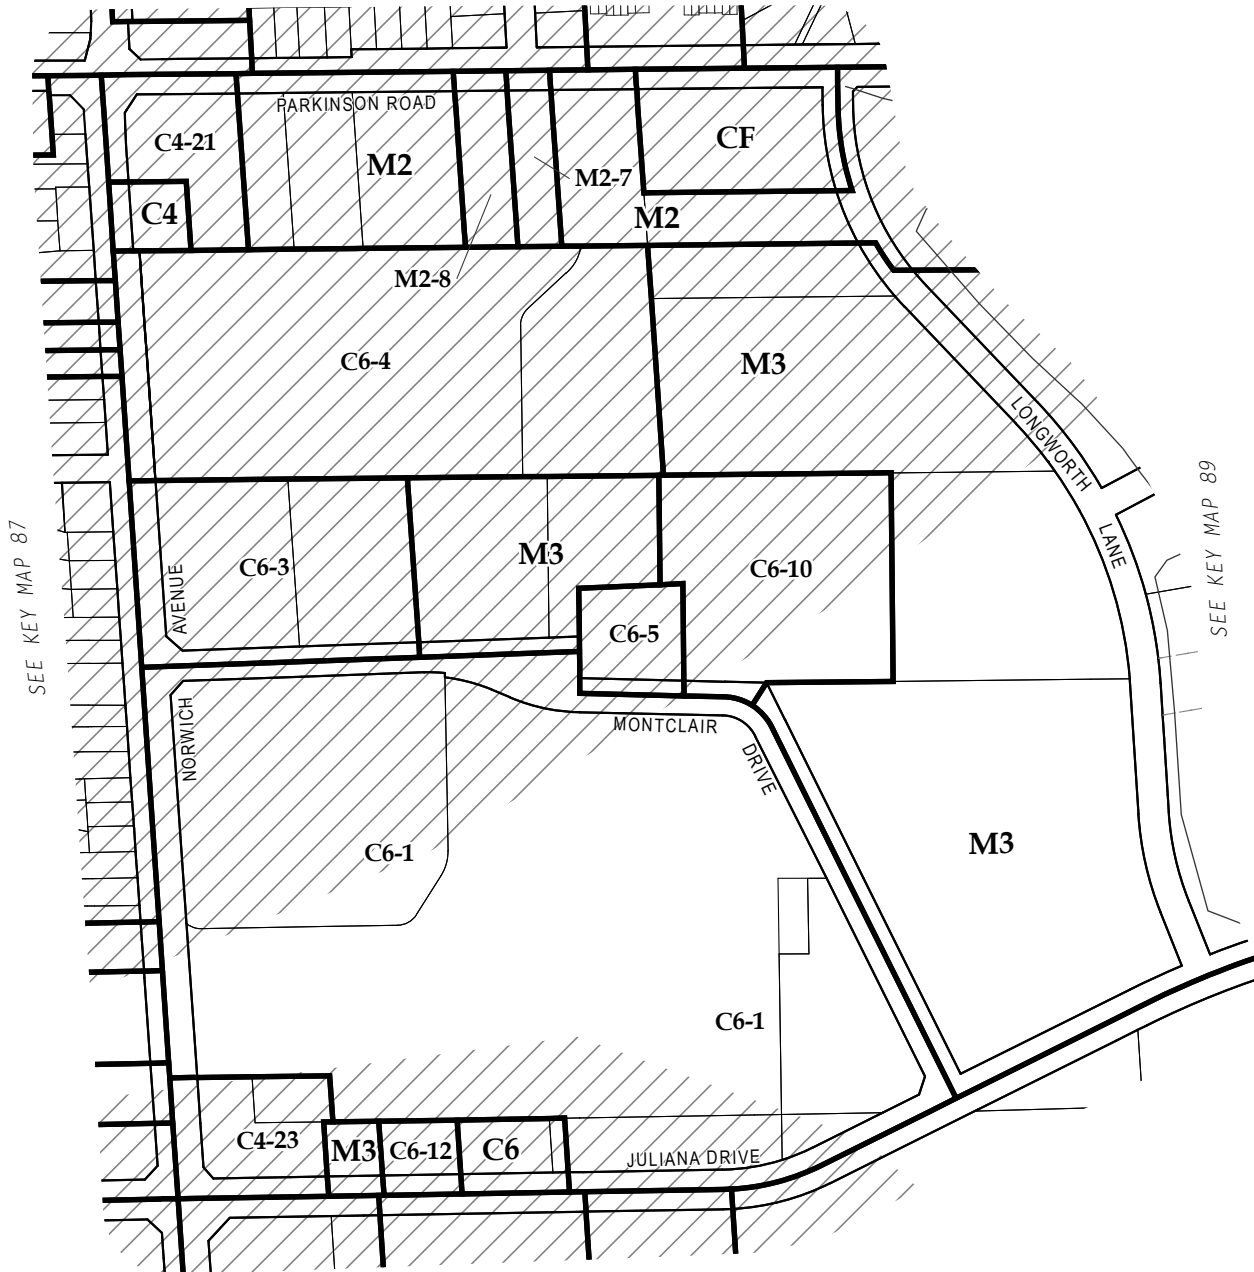 PARKINSON ROAD
C4-21
M2
CF
M2-7
C4
M2
M2-8
C6-4
M3
LONGWORTH
LANE
SEE KEY MAP 89
SEE KEY MAP 87
AVENUE
C6-3
M3
C6-10
C6-5
NORWICH
MONTCLAIR
DRIVE
C6-1
M3
C6-1
C4-23
M3
C6-12
C6
JULIANA DRIVE